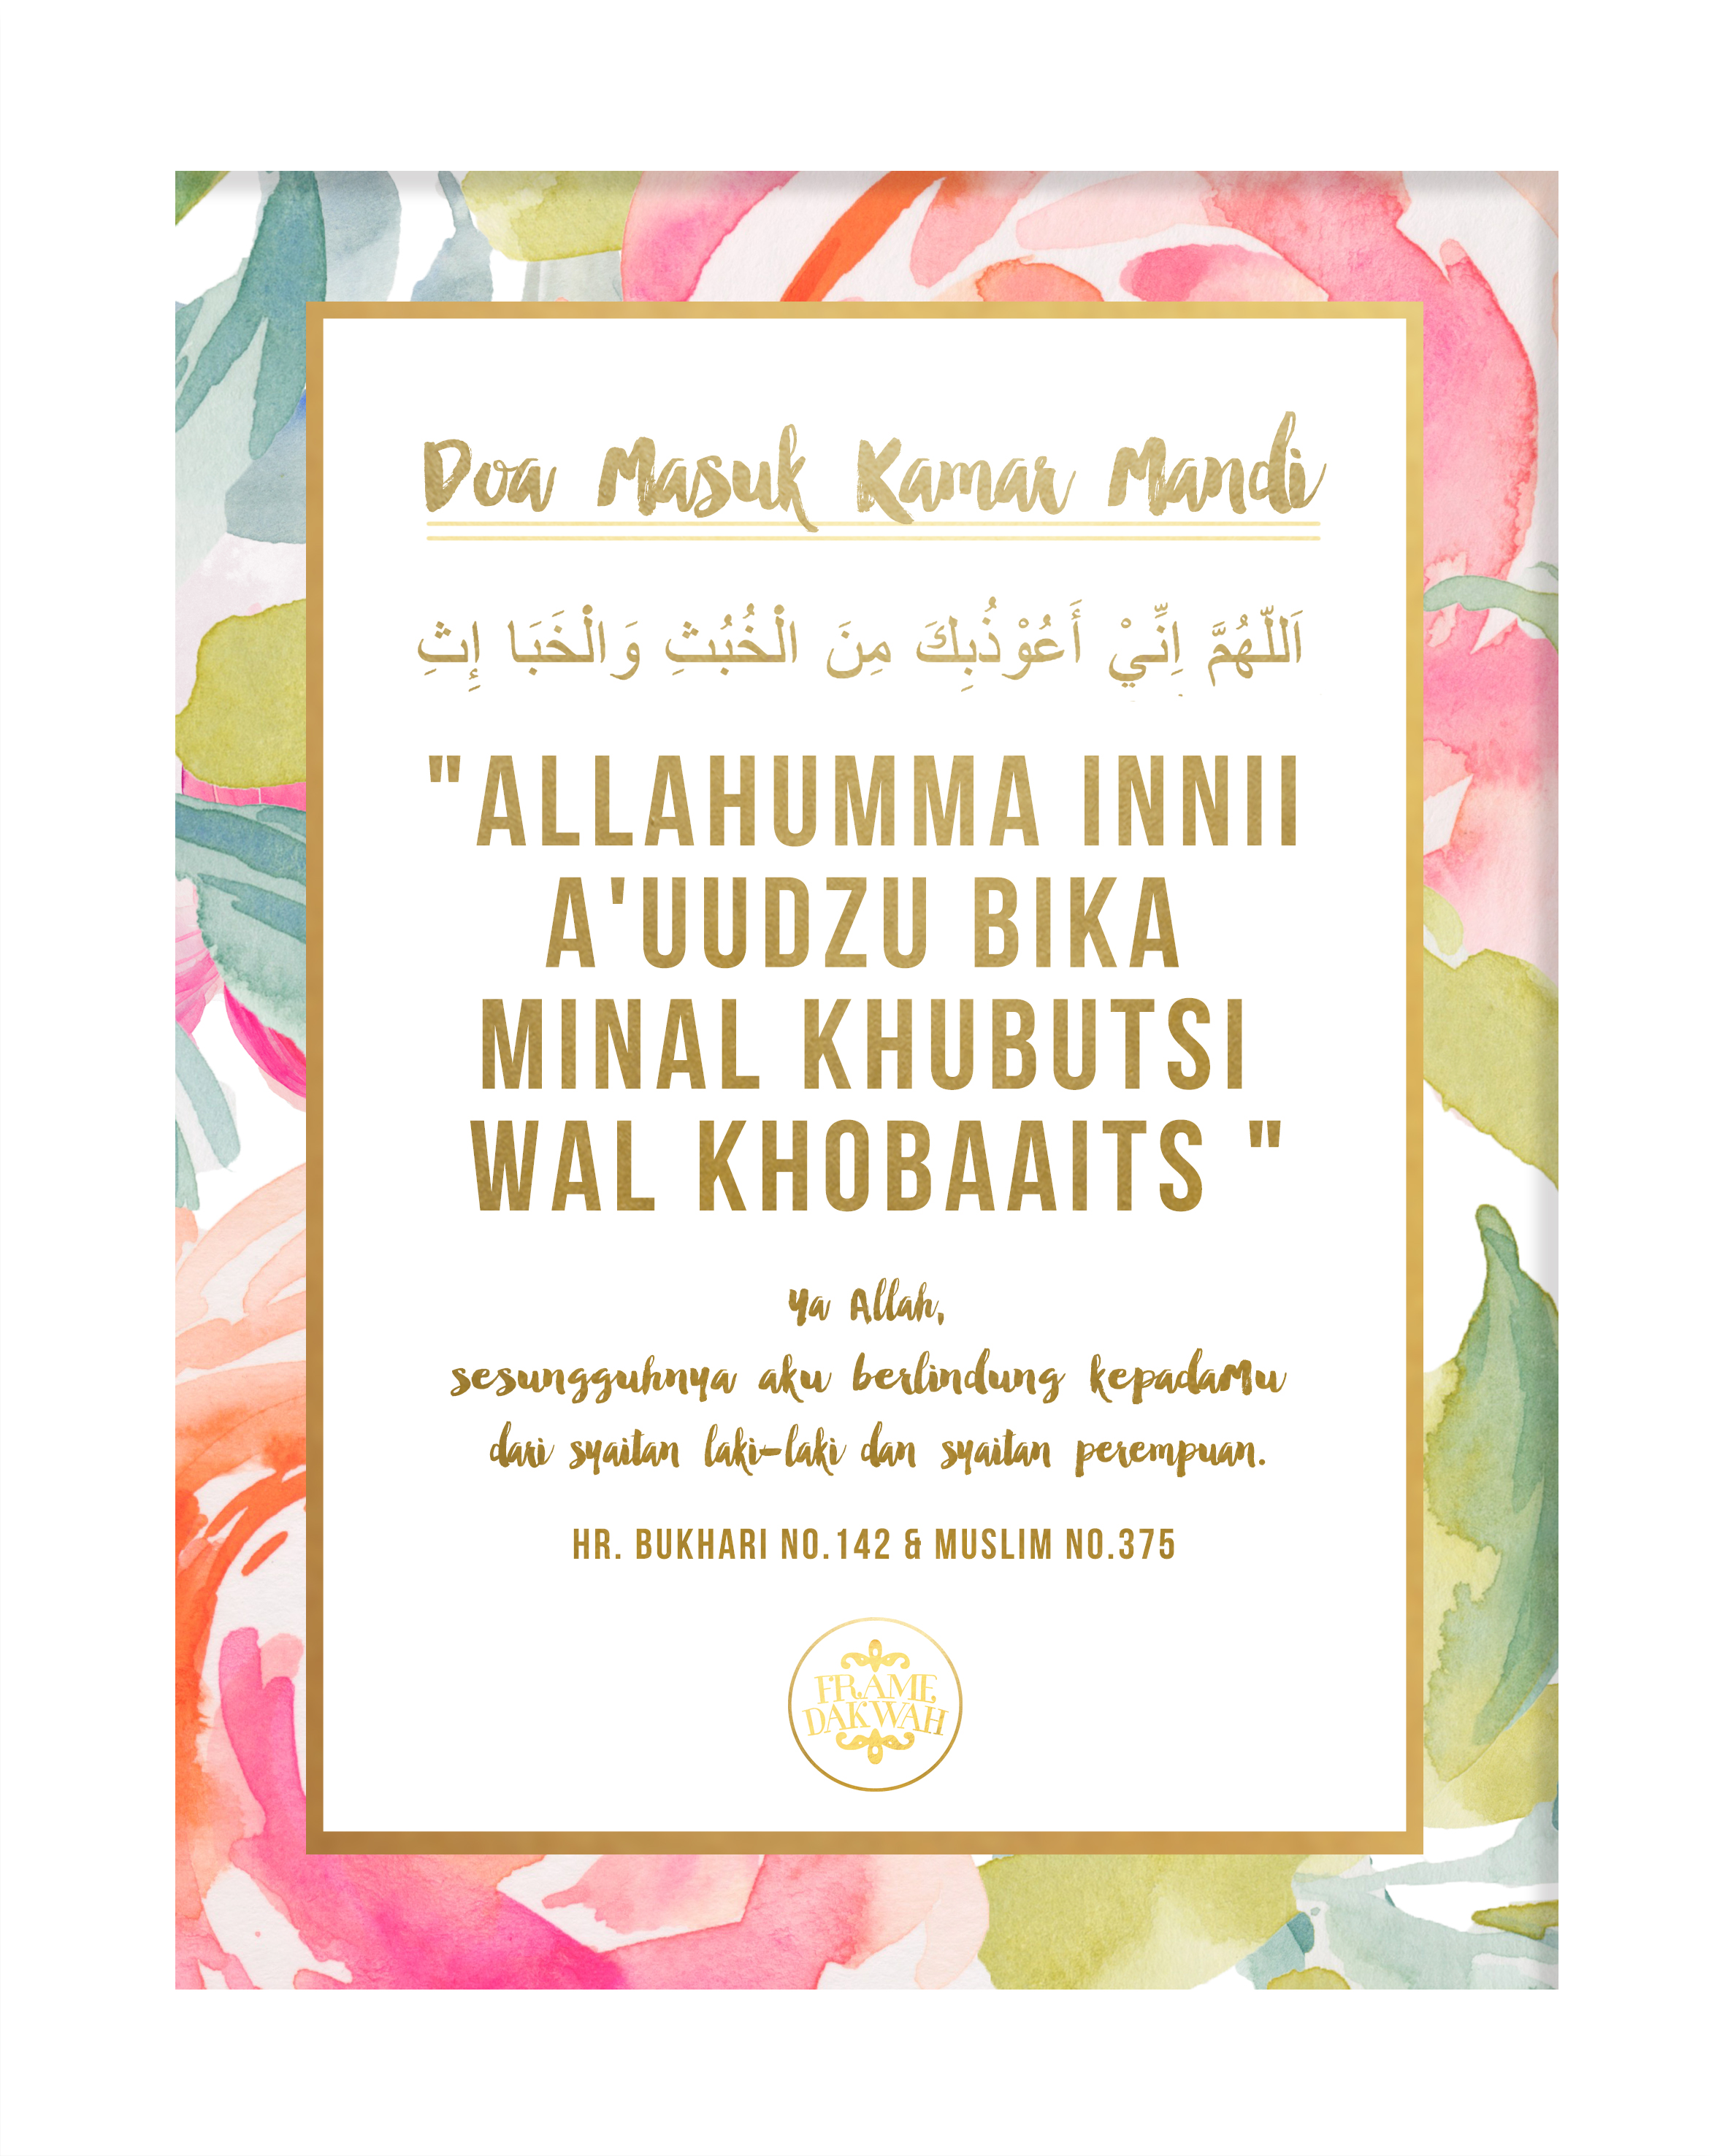 Doa Masuk Kamar Mandi
اَللّٰهُمَّ اِنِّيْ أَعُوْذُبِكَ مِنَ الْخُبُثِ وَالْخَبَا إِثِ
"ALLAHUMMA INNII
A'UUDZU BIKA
MINAL KHUBUTSI
WAL KHOBAAITS "
Ya Allah,
sesungguhnya aku berlindung kepadaMu
dari syaitan laki-laki dan syaitan perempuan.
HR. BUKHARI NO.142 & MUSLIM NO.375
FRAME
DAKWAH